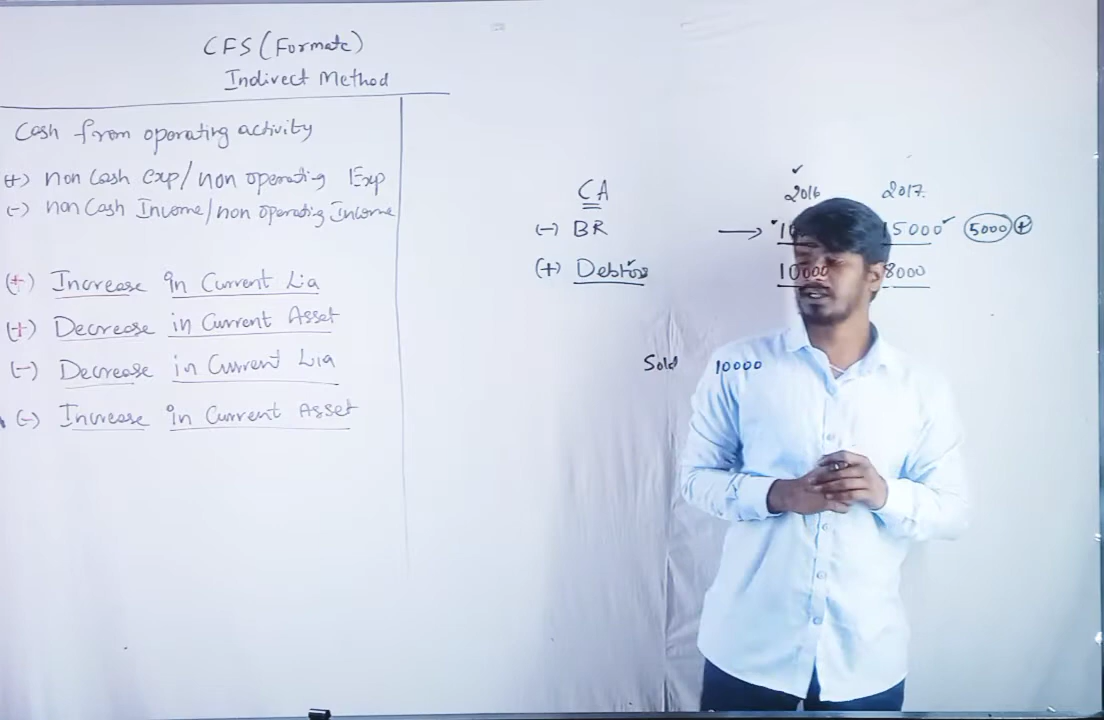 CFS (Formate)
Indirect Method
Cash from operating activity
(+) non Cash exp/non operating Exp
(-) non Cash Income/non operating Income
(+) Increase in Current Lia
(+) Decrease in Current Asset
(-) Decrease in Current Lia
(-) Increase in Current Asset
CA 2016 2017
(-) BR → 15000 5000 +
(+) Debtors 10000 8000
Sold 10000